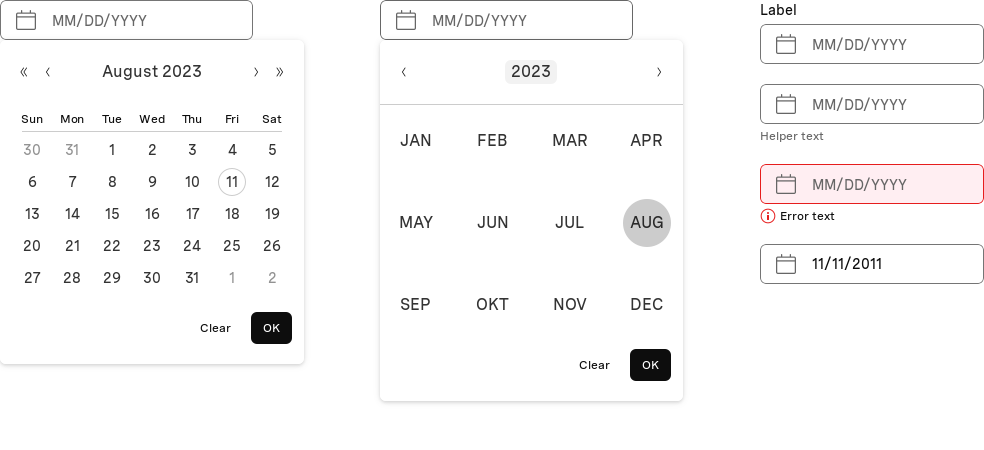 MM/DD/YYYY
« ‹ August 2023 › »
Sun Mon Tue Wed Thu Fri Sat
30 31 1 2 3 4 5
6 7 8 9 10 11 12
13 14 15 16 17 18 19
20 21 22 23 24 25 26
27 28 29 30 31 1 2
Clear OK
MM/DD/YYYY
‹ 2023 ›
JAN FEB MAR APR
MAY JUN JUL AUG
SEP OKT NOV DEC
Clear OK
Label
MM/DD/YYYY
MM/DD/YYYY
Helper text
MM/DD/YYYY
Error text
11/11/2011